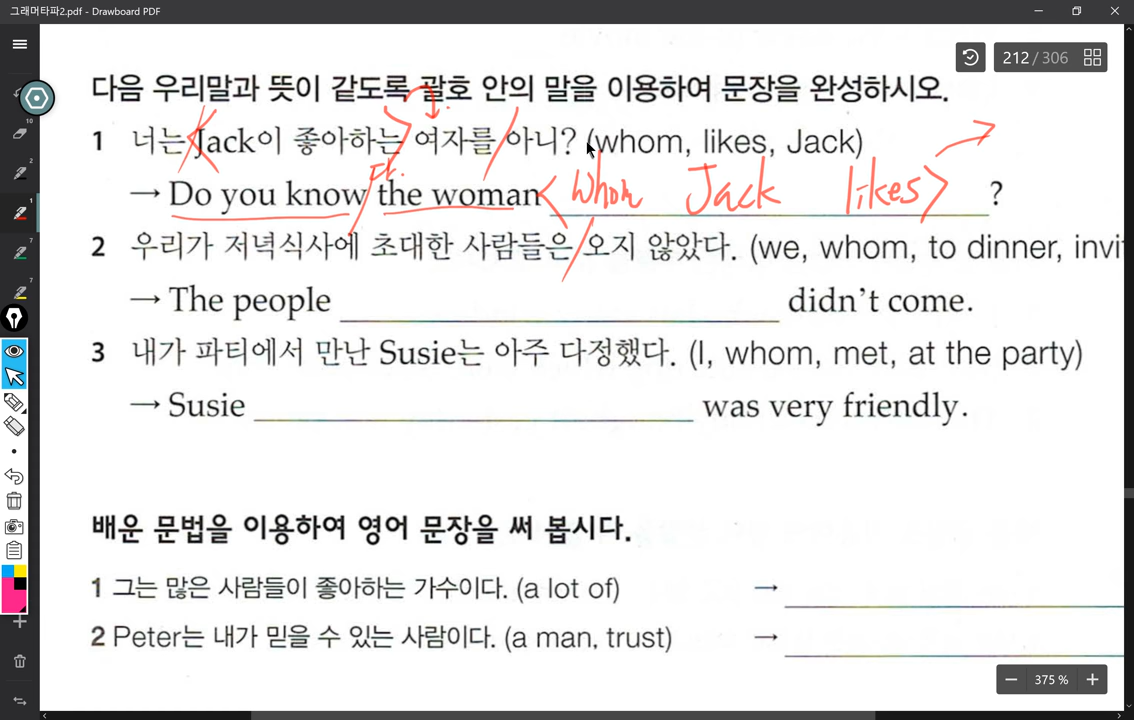 그래머타파2.pdf - Drawboard PDF
212 / 306
다음 우리말과 뜻이 같도록 괄호 안의 말을 이용하여 문장을 완성하시오.
1 너는 Jack이 좋아하는 여자를 아니? (whom, likes, Jack)
→ Do you know the woman < whom Jack likes > ?
2 우리가 저녁식사에 초대한 사람들은 오지 않았다. (we, whom, to dinner, invi
→ The people didn't come.
3 내가 파티에서 만난 Susie는 아주 다정했다. (I, whom, met, at the party)
→ Susie was very friendly.
배운 문법을 이용하여 영어 문장을 써 봅시다.
1 그는 많은 사람들이 좋아하는 가수이다. (a lot of) →
2 Peter는 내가 믿을 수 있는 사람이다. (a man, trust) →
10
2
1
7
7
375 %